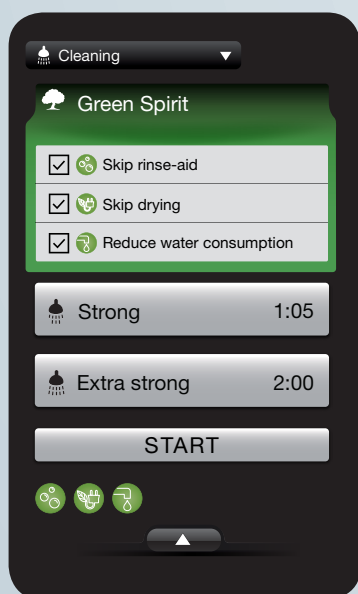 Cleaning
Green Spirit
Skip rinse-aid
Skip drying
Reduce water consumption
Strong 1:05
Extra strong 2:00
START